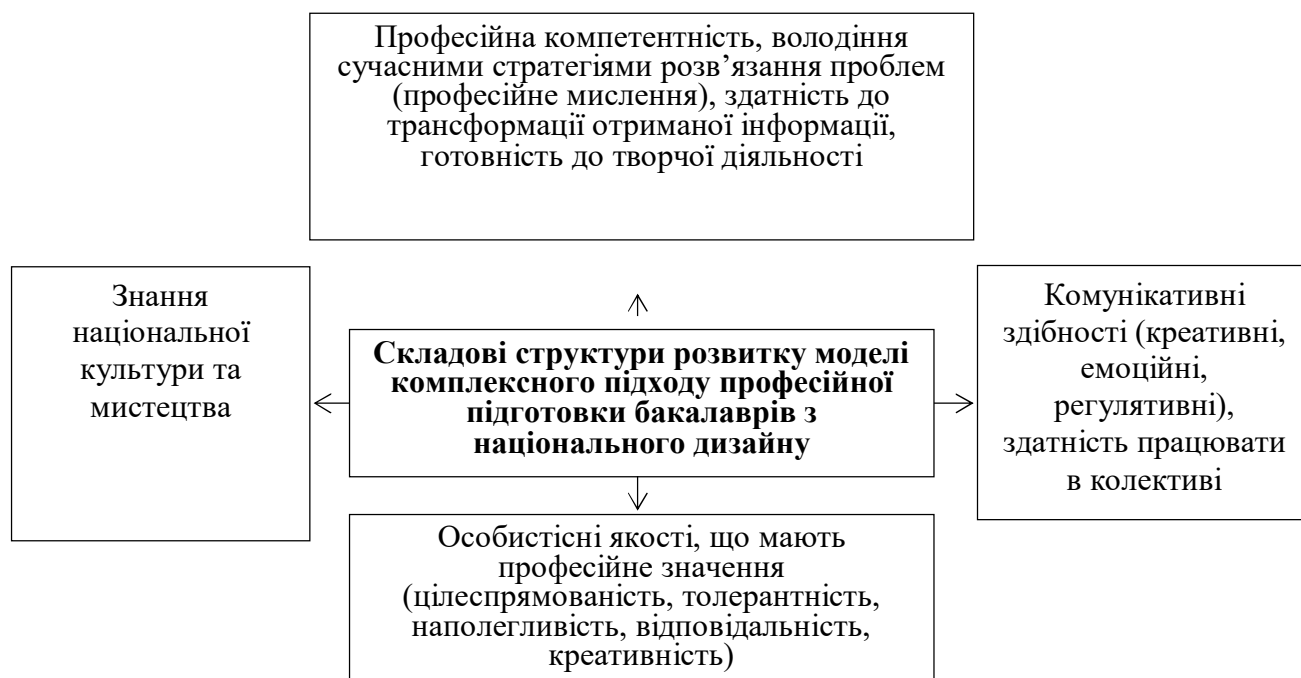 Професійна компетентність, володіння
сучасними стратегіями розв’язання проблем
(професійне мислення), здатність до
трансформації отриманої інформації,
готовність до творчої діяльності
Знання
національної
культури та
мистецтва
Складові структури розвитку моделі
комплексного підходу професійної
підготовки бакалаврів з
національного дизайну
Комунікативні
здібності (креативні,
емоційні,
регулятивні),
здатність працювати
в колективі
Особистісні якості, що мають
професійне значення
(цілеспрямованість, толерантність,
наполегливість, відповідальність,
креативність)